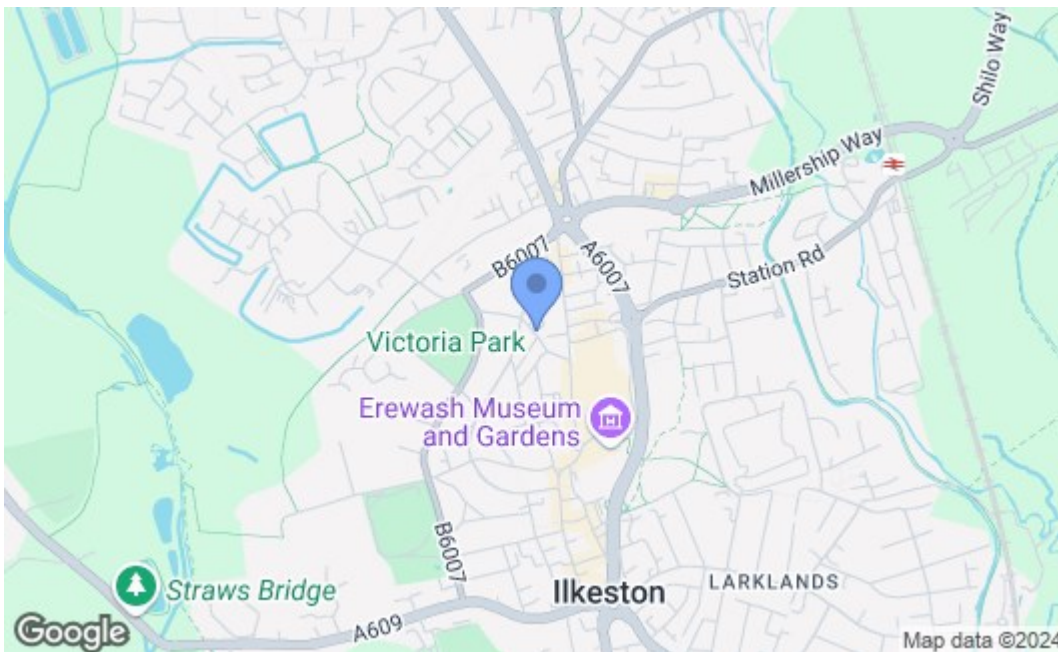 Shilo Way
Millership Way
B6007
A6007
Station Rd
Victoria Park
Erewash Museum
and Gardens
B6007
Straws Bridge
Ilkeston
LARKLANDS
A609
Google
Map data ©2024